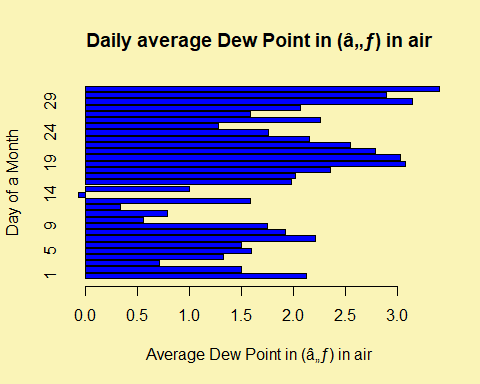 Daily average Dew Point in (â„ƒ) in air
Day of a Month
29
24
19
14
9
5
1
0.0 0.5 1.0 1.5 2.0 2.5 3.0
Average Dew Point in (â„ƒ) in air